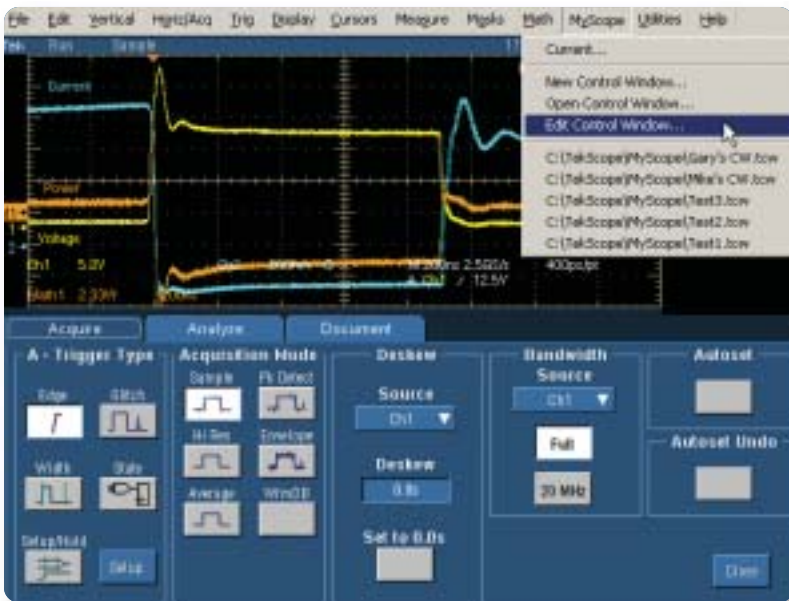 File Edit Vertical Horiz/Acq Trig Display Cursors Measure Masks Math MyScope Utilities Help
Tek Run Sample
Current...
New Control Window...
Open Control Window...
Edit Control Window...
C:\TekScope\MyScope\Gary's CW.tcw
C:\TekScope\MyScope\Mike's CW.tcw
C:\TekScope\MyScope\Test3.tcw
C:\TekScope\MyScope\Test2.tcw
C:\TekScope\MyScope\Test1.tcw
Current
Power
Voltage
Ch1 5.0V
2.5GS/s 400ps/pt
A Ch1 12.5V
Math1
Acquire Analyze Document
A - Trigger Type
Edge Glitch
Width State
Setup/Hold
Setup
Acquisition Mode
Sample Pk Detect
Hi Res Envelope
Average WfmDB
Deskew
Source
Ch1
Deskew
0.0s
Set to 0.0s
Bandwidth
Source
Ch1
Full
20 MHz
Autoset
Autoset Undo
Close